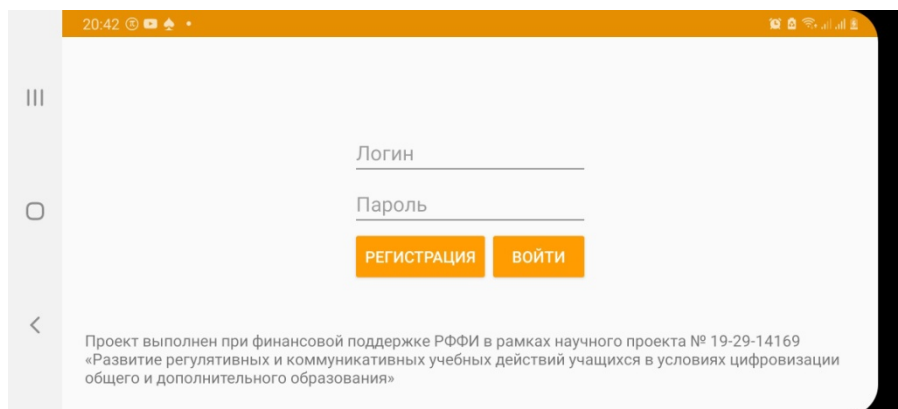 20:42
Логин
Пароль
РЕГИСТРАЦИЯ ВОЙТИ
Проект выполнен при финансовой поддержке РФФИ в рамках научного проекта № 19-29-14169
«Развитие регулятивных и коммуникативных учебных действий учащихся в условиях цифровизации
общего и дополнительного образования»